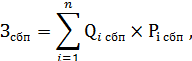 З_сбп = ∑_{i=1}^{n} Q_{i сбп} × P_{i сбп} ,